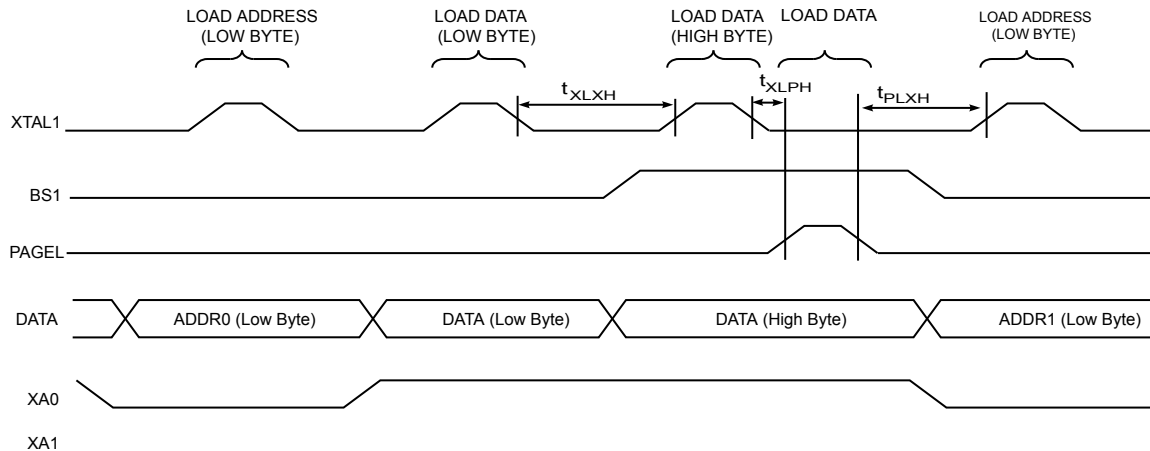 LOAD ADDRESS
(LOW BYTE)
LOAD DATA
(LOW BYTE)
LOAD DATA
(HIGH BYTE)
LOAD DATA
LOAD ADDRESS
(LOW BYTE)
tXLXH
tXLPH
tPLXH
XTAL1
BS1
PAGEL
DATA
ADDR0 (Low Byte)
DATA (Low Byte)
DATA (High Byte)
ADDR1 (Low Byte)
XA0
XA1